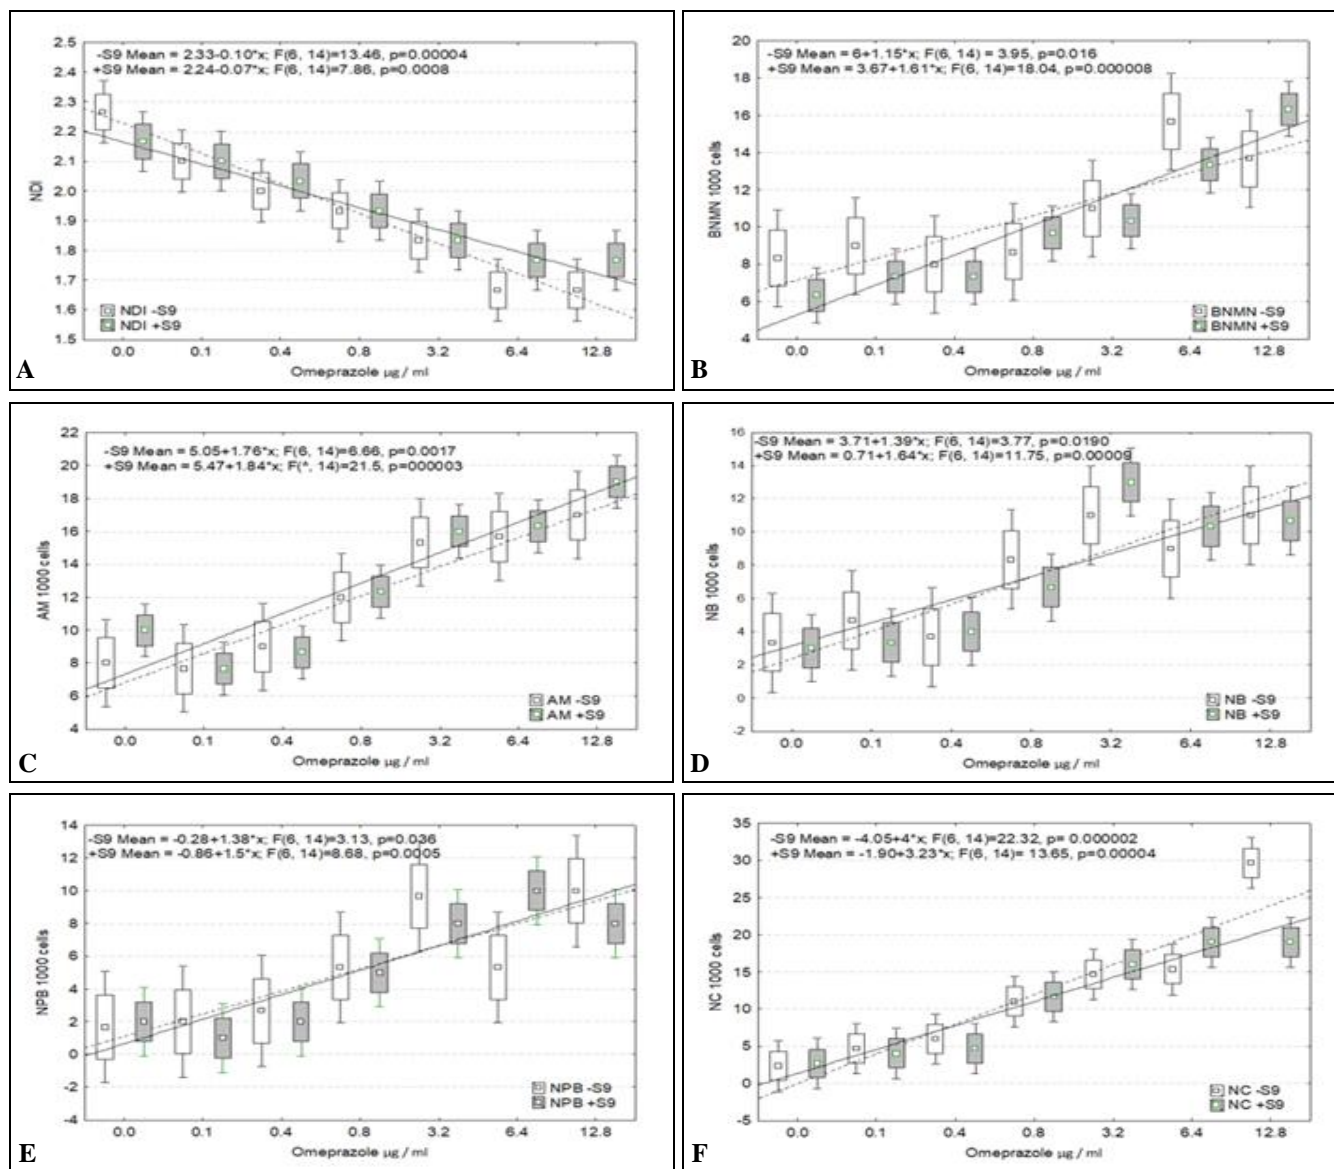 -S9 Mean = 2.33-0.10*x; F(6, 14)=13.46, p=0.00004
+S9 Mean = 2.24-0.07*x; F(6, 14)=7.86, p=0.0008
2.5
2.4
2.3
2.2
2.1
2.0
1.9
1.8
1.7
1.6
1.5
NDI
NDI -S9
NDI +S9
0.0 0.1 0.4 0.8 3.2 6.4 12.8
Omeprazole µg / ml
A
-S9 Mean = 6+1.15*x; F(6, 14) = 3.95, p=0.016
+S9 Mean = 3.67+1.61*x; F(6, 14)=18.04, p=0.000008
20
18
16
14
12
10
8
6
4
BNMN 1000 cells
BNMN -S9
BNMN +S9
0.0 0.1 0.4 0.8 3.2 6.4 12.8
Omeprazole µg / ml
B
-S9 Mean = 5.05+1.76*x; F(6, 14)=6.66, p=0.0017
+S9 Mean = 5.47+1.84*x; F(^, 14)=21.5, p=000003
22
20
18
16
14
12
10
8
6
4
AM 1000 cells
AM -S9
AM +S9
0.0 0.1 0.4 0.8 3.2 6.4 12.8
Omeprazole µg / ml
C
-S9 Mean = 3.71+1.39*x; F(6, 14)=3.77, p=0.0190
+S9 Mean = 0.71+1.64*x; F(6, 14)=11.75, p=0.00009
16
14
12
10
8
6
4
2
0
-2
NB 1000 cells
NB -S9
NB +S9
0.0 0.1 0.4 0.8 3.2 6.4 12.8
Omeprazole µg / ml
D
-S9 Mean = -0.28+1.38*x; F(6, 14)=3.13, p=0.036
+S9 Mean = -0.86+1.5*x; F(6, 14)=8.68, p=0.0005
14
12
10
8
6
4
2
0
-2
-4
NPB 1000 cells
NPB -S9
NPB +S9
0.0 0.1 0.4 0.8 3.2 6.4 12.8
Omeprazole µg / ml
E
-S9 Mean = -4.05+4*x; F(6, 14)=22.32, p= 0.000002
+S9 Mean = -1.90+3.23*x; F(6, 14)= 13.65, p=0.00004
35
30
25
20
15
10
5
0
-5
NC 1000 cells
NC -S9
NC +S9
0.0 0.1 0.4 0.8 3.2 6.4 12.8
Omeprazole µg / ml
F